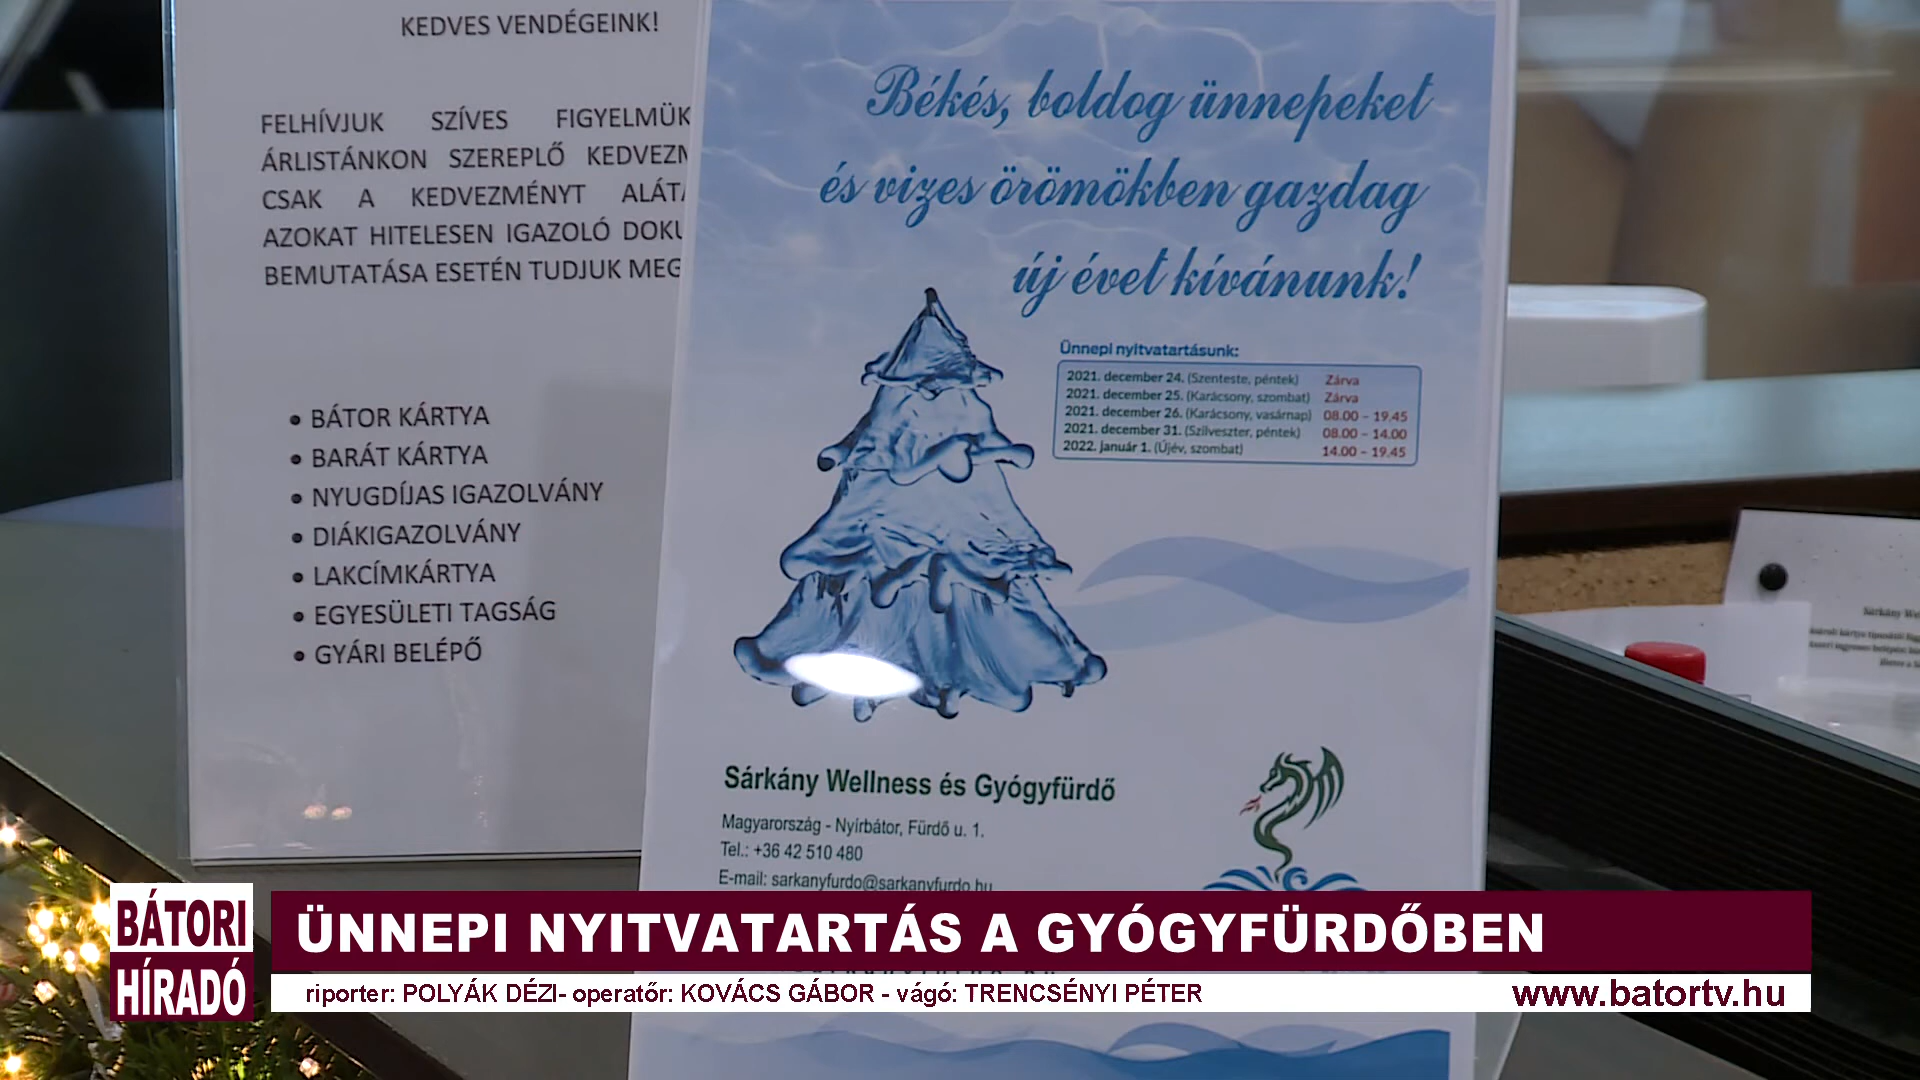 KEDVES VENDÉGEINK!
FELHÍVJUK SZÍVES
ÁRLISTÁNKON SZEREPLŐ
CSAK A KEDVEZMÉNYT
AZOKAT HITELESEN IGAZOLÓ
BEMUTATÁSA ESETÉN TUDJUK
• BÁTOR KÁRTYA
• BARÁT KÁRTYA
• NYUGDÍJAS IGAZOLVÁNY
• DIÁKIGAZOLVÁNY
• LAKCÍMKÁRTYA
• EGYESÜLETI TAGSÁG
• GYÁRI BELÉPŐ
Békés, boldog ünnepeket
és vizes örömökben gazdag
új évet kívánunk!
Ünnepi nyitvatartásunk:
2021. december 24. (Szenteste, péntek) Zárva
2021. december 25. (Karácsony, szombat) Zárva
2021. december 26. (Karácsony, vasárnap) 08.00 - 19.45
2021. december 31. (Szilveszter, péntek) 08.00 - 14.00
2022. január 1. (Újév, szombat) 14.00 - 19.45
Sárkány Wellness és Gyógyfürdő
Magyarország - Nyírbátor, Fürdő u. 1.
Tel.: +36 42 510 480
E-mail: sarkanyfurdo@sarkanyfurdo.hu
Sárkány
BÁTORI
HÍRADÓ
ÜNNEPI NYITVATARTÁS A GYÓGYFÜRDŐBEN
riporter: POLYÁK DÉZI- operatőr: KOVÁCS GÁBOR - vágó: TRENCSÉNYI PÉTER
www.batortv.hu